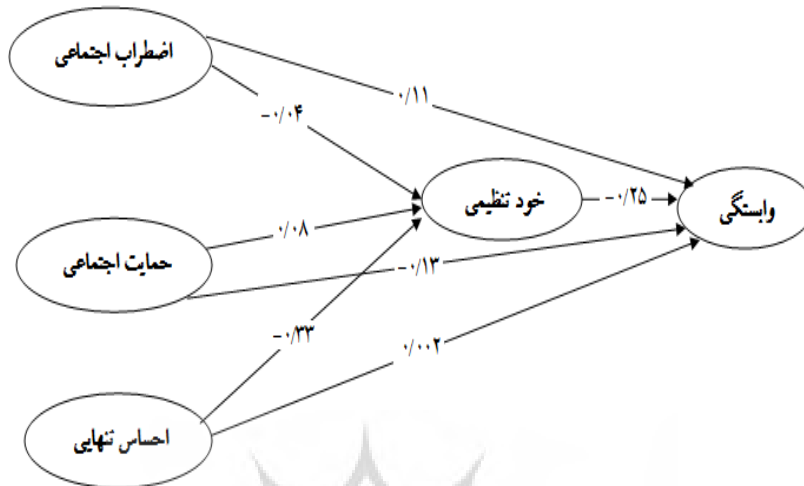 اضطراب اجتماعی
۰/۱۱
-۰/۰۴
خود تنظیمی
-۰/۲۵
وابستگی
۰/۰۸
حمایت اجتماعی
-۰/۱۳
-۰/۳۳
۰/۰۰۲
احساس تنهایی